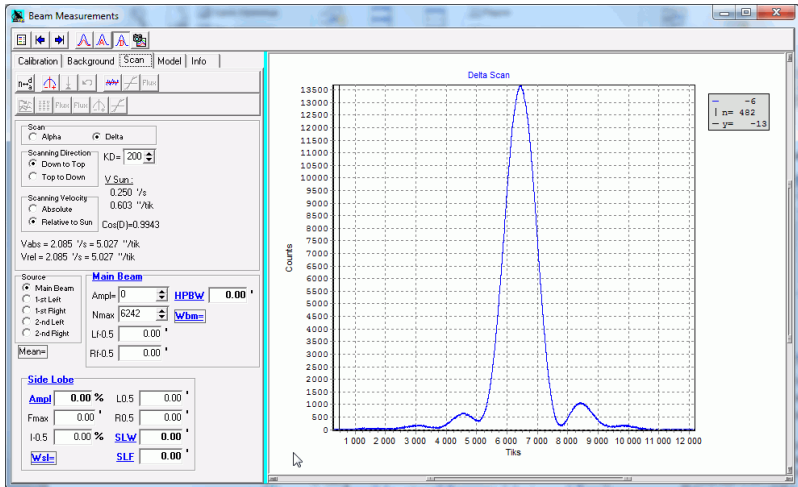 Beam Measurements
Calibration Background Scan Model Info
Flux
Flux Flux
Scan
Alpha Delta
Scanning Direction
Down to Top
Top to Down
KD= 200
V Sun :
0.250 '/s
0.603 ''/tik
Scanning Velocity
Absolute
Relative to Sun
Cos(D)=0.9943
Vabs = 2.085 '/s = 5.027 ''/tik
Vrel = 2.085 '/s = 5.027 ''/tik
Source
Main Beam
1-st Left
1-st Right
2-nd Left
2-nd Right
Mean=
Main Beam
Ampl= 0 HPBW 0.00 '
Nmax 6242 Wbm=
Lf-0.5 0.00 '
Rf-0.5 0.00 '
Side Lobe
Ampl 0.00 % L0.5 0.00 '
Fmax 0.00 ' R0.5 0.00 '
I-0.5 0.00 % SLW 0.00 '
Wsl= SLF 0.00 '
Delta Scan
13500
13000
12500
12000
11500
11000
10500
10000
9500
9000
8500
8000
7500
7000
6500
6000
5500
5000
4500
4000
3500
3000
2500
2000
1500
1000
500
0
Counts
1 000 2 000 3 000 4 000 5 000 6 000 7 000 8 000 9 000 10 000 11 000 12 000
Tiks
-6
n= 482
y= -13